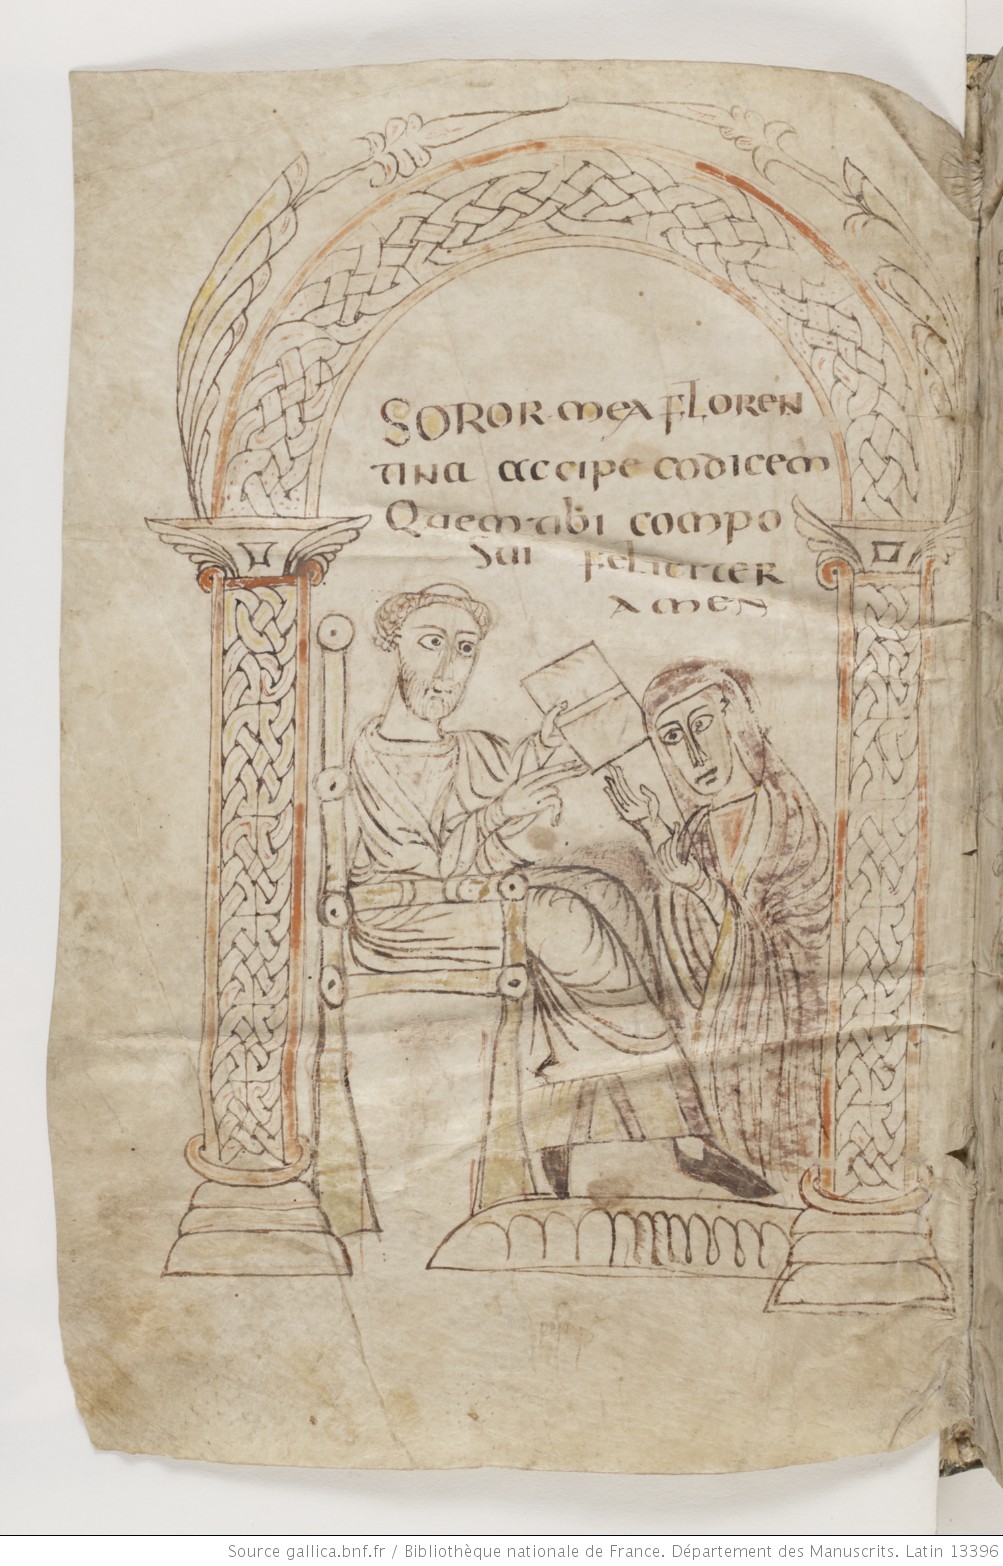 SOROR mea FLOREN
TINA accipe codicem
Quem tibi compo
Sui feliciter
AMEN
Source gallica.bnf.fr / Bibliothèque nationale de France. Département des Manuscrits. Latin 13396